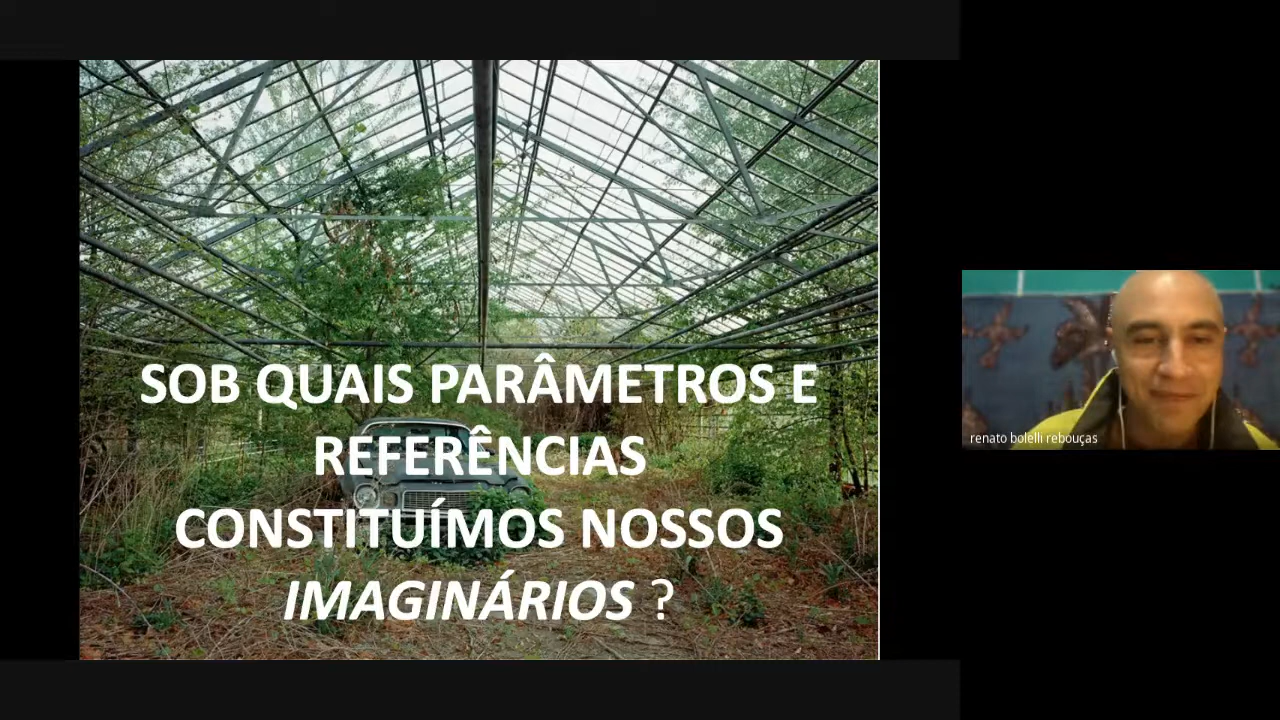 SOB QUAIS PARÂMETROS E
REFERÊNCIAS
CONSTITUÍMOS NOSSOS
IMAGINÁRIOS ?
renato bolelli rebouças